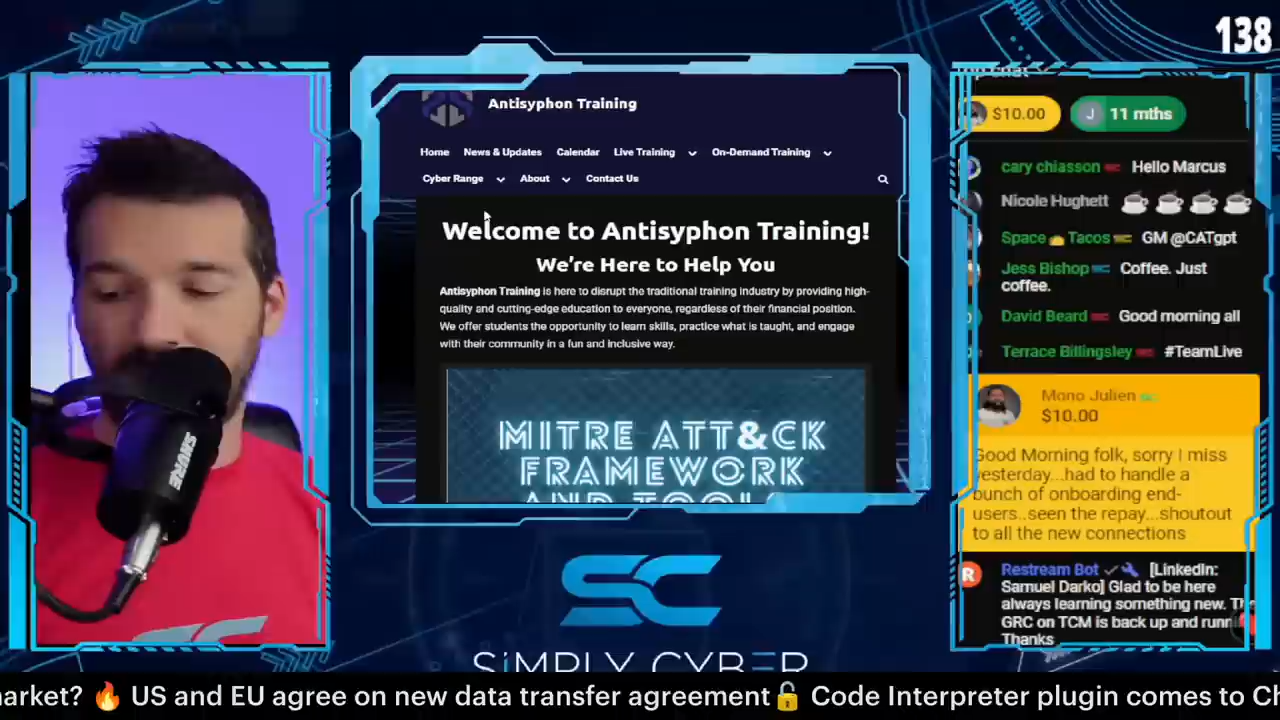 138
Antisyphon Training
Home News & Updates Calendar Live Training On-Demand Training
Cyber Range About Contact Us
Welcome to Antisyphon Training!
We're Here to Help You
Antisyphon Training is here to disrupt the traditional training industry by providing high-
quality and cutting-edge education to everyone, regardless of their financial position.
We offer students the opportunity to learn skills, practice what is taught, and engage
with their community in a fun and inclusive way.
MITRE ATT&CK
FRAMEWORK
AND TOOLS
SHURE
$10.00 J 11 mths
cary chiasson Hello Marcus
Nicole Hughett ☕ ☕ ☕ ☕
Space 🌮 Tacos GM @CATgpt
Jess Bishop Coffee. Just
coffee.
David Beard Good morning all
Terrace Billingsley #TeamLive
Mono Julien
$10.00
Good Morning folk, sorry I miss
yesterday...had to handle a
bunch of onboarding end-
users..seen the repay...shoutout
to all the new connections
R Restream Bot [LinkedIn:
Samuel Darko] Glad to be here
always learning something new.
GRC on TCM is back up and
Thanks
SC
SIMPLY CYBER
market? 🔥 US and EU agree on new data transfer agreement🔓 Code Interpreter plugin comes to